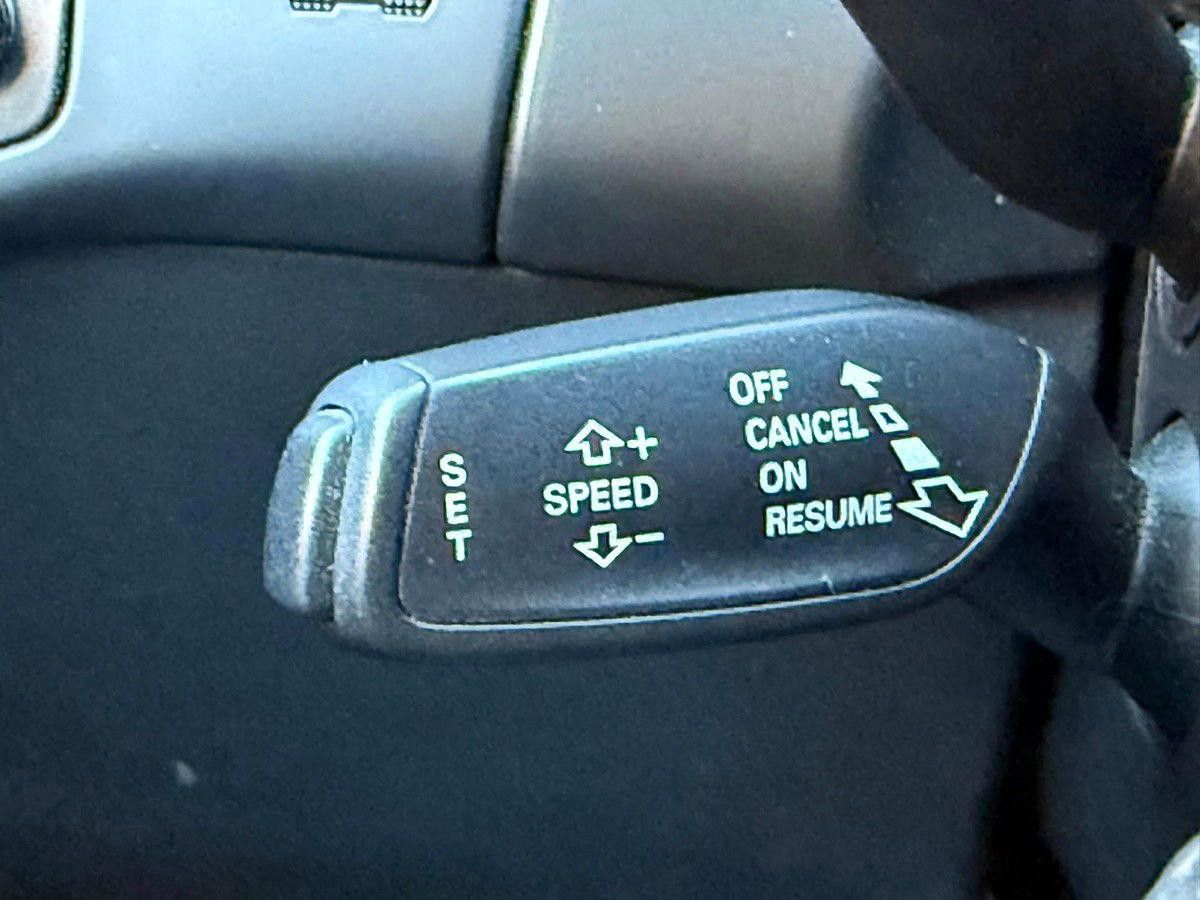 SET
+
SPEED
−
OFF
CANCEL
ON
RESUME